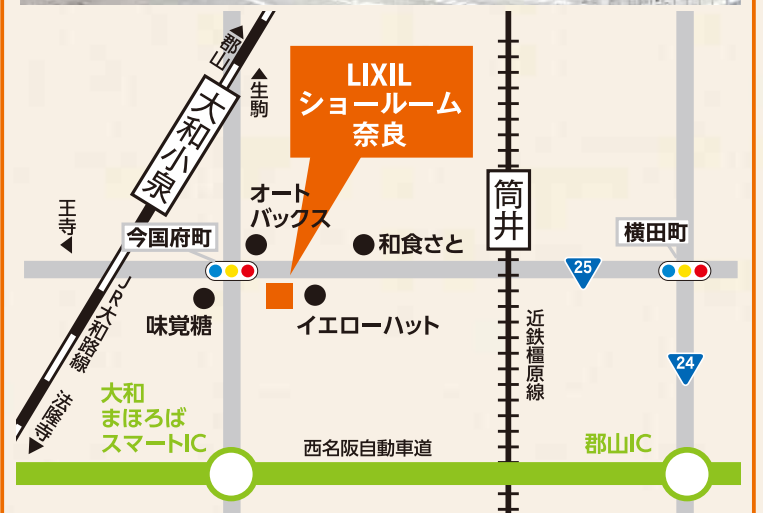 ▲郡山
▲生駒
LIXIL
ショールーム
奈良
大和小泉
筒井
オート
バックス
王寺◀
今国府町
和食さと
横田町
25
味覚糖
イエローハット
JR大和路線
近鉄橿原線
24
法隆寺▶
大和
まほろば
スマートIC
西名阪自動車道
郡山IC